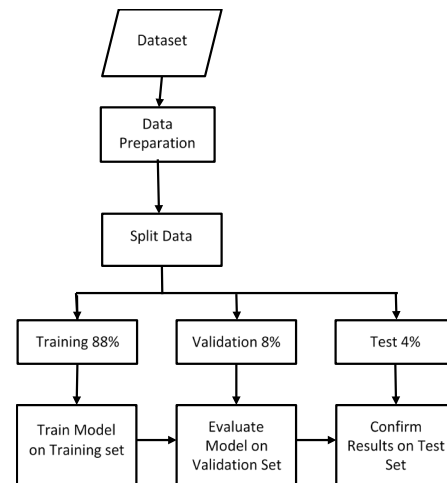 Dataset
Data
Preparation
Split Data
Training 88%
Validation 8%
Test 4%
Train Model
on Training set
Evaluate
Model on
Validation Set
Confirm
Results on Test
Set